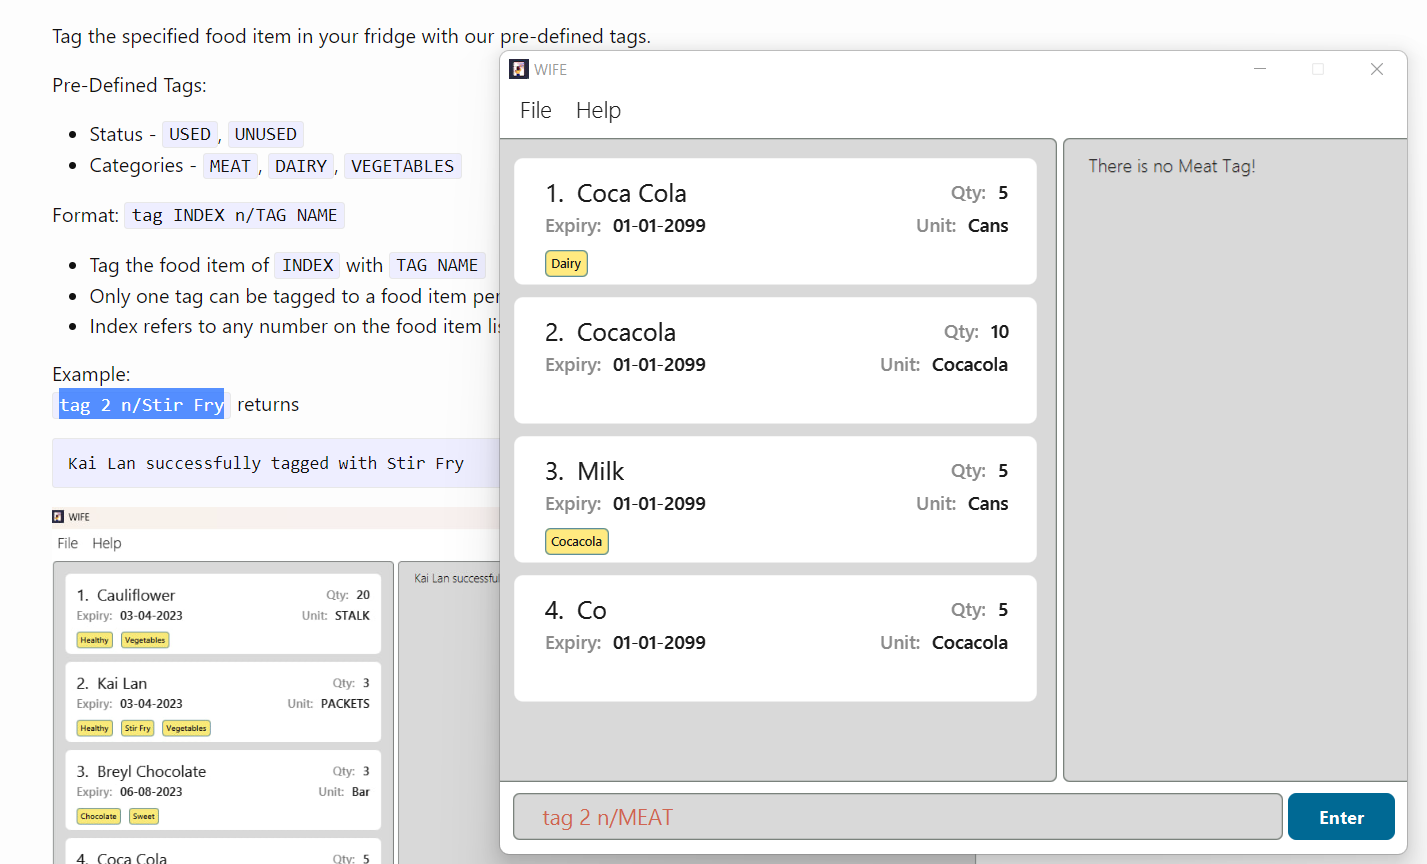 Tag the specified food item in your fridge with our pre-defined tags.
Pre-Defined Tags:
Status - USED, UNUSED
Categories - MEAT, DAIRY, VEGETABLES
Format: tag INDEX n/TAG NAME
Tag the food item of INDEX with TAG NAME
Only one tag can be tagged to a food item per
Index refers to any number on the food item
Example:
tag 2 n/Stir Fry returns
Kai Lan successfully tagged with Stir Fry
WIFE
File Help
1. Cauliflower Qty: 20
Expiry: 03-04-2023 Unit: STALK
Healthy Vegetables
2. Kai Lan Qty: 3
Expiry: 03-04-2023 Unit: PACKETS
Healthy Stir Fry Vegetables
3. Breyl Chocolate Qty: 3
Expiry: 06-08-2023 Unit: Bar
Chocolate Sweet
4. Coca Cola Qty: 5
Kai Lan
WIFE
File Help
1. Coca Cola Qty: 5
Expiry: 01-01-2099 Unit: Cans
Dairy
2. Cocacola Qty: 10
Expiry: 01-01-2099 Unit: Cocacola
3. Milk Qty: 5
Expiry: 01-01-2099 Unit: Cans
Cocacola
4. Co Qty: 5
Expiry: 01-01-2099 Unit: Cocacola
There is no Meat Tag!
tag 2 n/MEAT
Enter